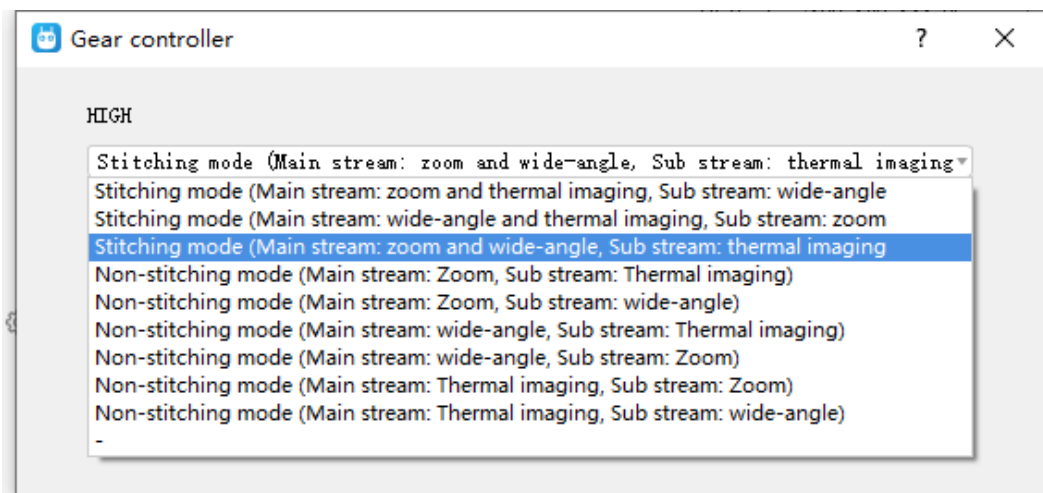 Gear controller
?
HIGH
Stitching mode (Main stream: zoom and wide-angle, Sub stream: thermal imaging
Stitching mode (Main stream: zoom and thermal imaging, Sub stream: wide-angle
Stitching mode (Main stream: wide-angle and thermal imaging, Sub stream: zoom
Stitching mode (Main stream: zoom and wide-angle, Sub stream: thermal imaging
Non-stitching mode (Main stream: Zoom, Sub stream: Thermal imaging)
Non-stitching mode (Main stream: Zoom, Sub stream: wide-angle)
Non-stitching mode (Main stream: wide-angle, Sub stream: Thermal imaging)
Non-stitching mode (Main stream: wide-angle, Sub stream: Zoom)
Non-stitching mode (Main stream: Thermal imaging, Sub stream: Zoom)
Non-stitching mode (Main stream: Thermal imaging, Sub stream: wide-angle)
-